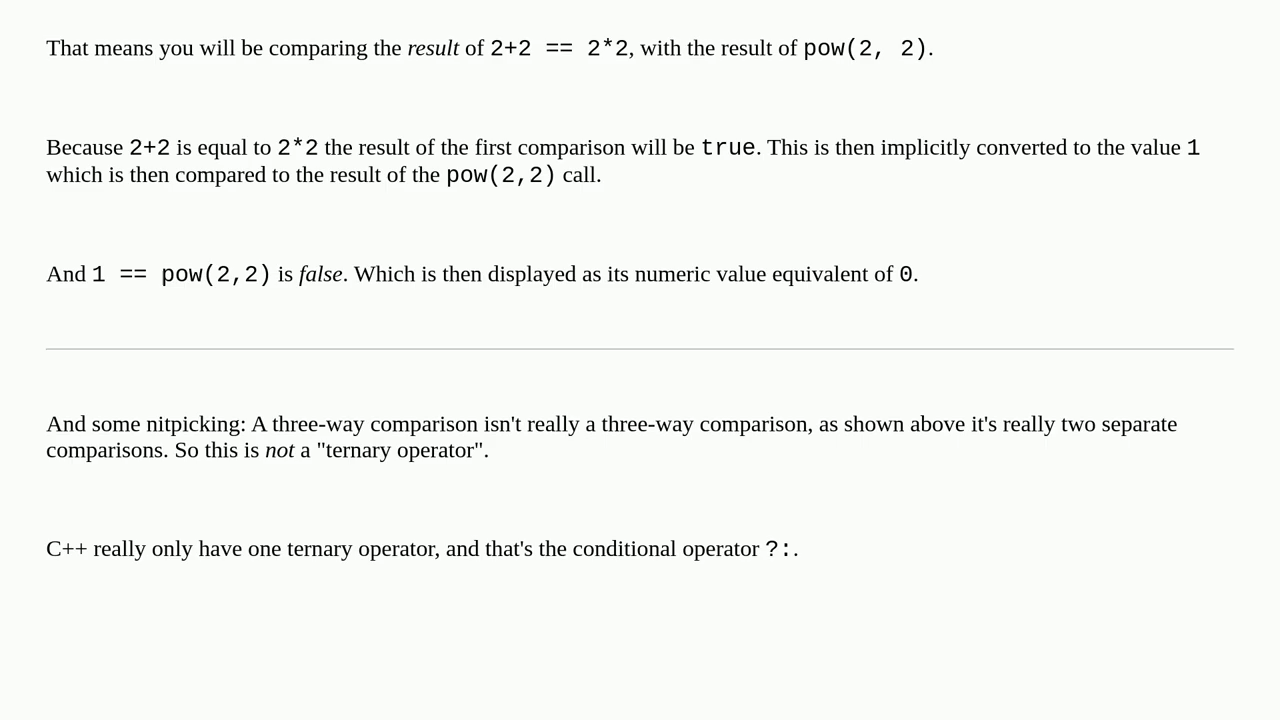 That means you will be comparing the result of 2+2 == 2*2, with the result of pow(2, 2).
Because 2+2 is equal to 2*2 the result of the first comparison will be true. This is then implicitly converted to the value 1
which is then compared to the result of the pow(2,2) call.
And 1 == pow(2,2) is false. Which is then displayed as its numeric value equivalent of 0.
And some nitpicking: A three-way comparison isn't really a three-way comparison, as shown above it's really two separate
comparisons. So this is not a "ternary operator".
C++ really only have one ternary operator, and that's the conditional operator ?:.